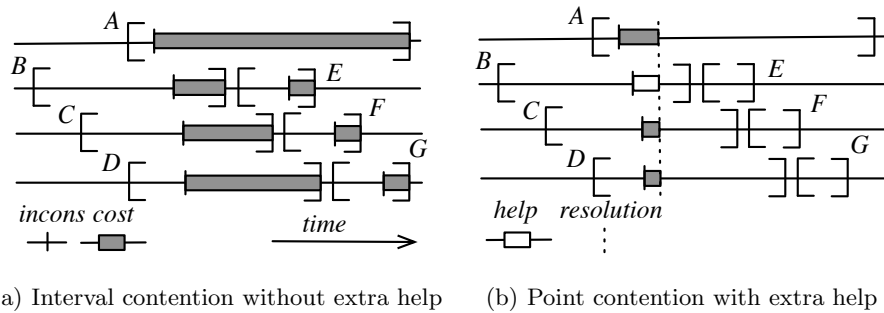 A
B
E
C
F
D
G
incons cost
time
A
B
E
C
F
D
G
help resolution
a) Interval contention without extra help
(b) Point contention with extra help